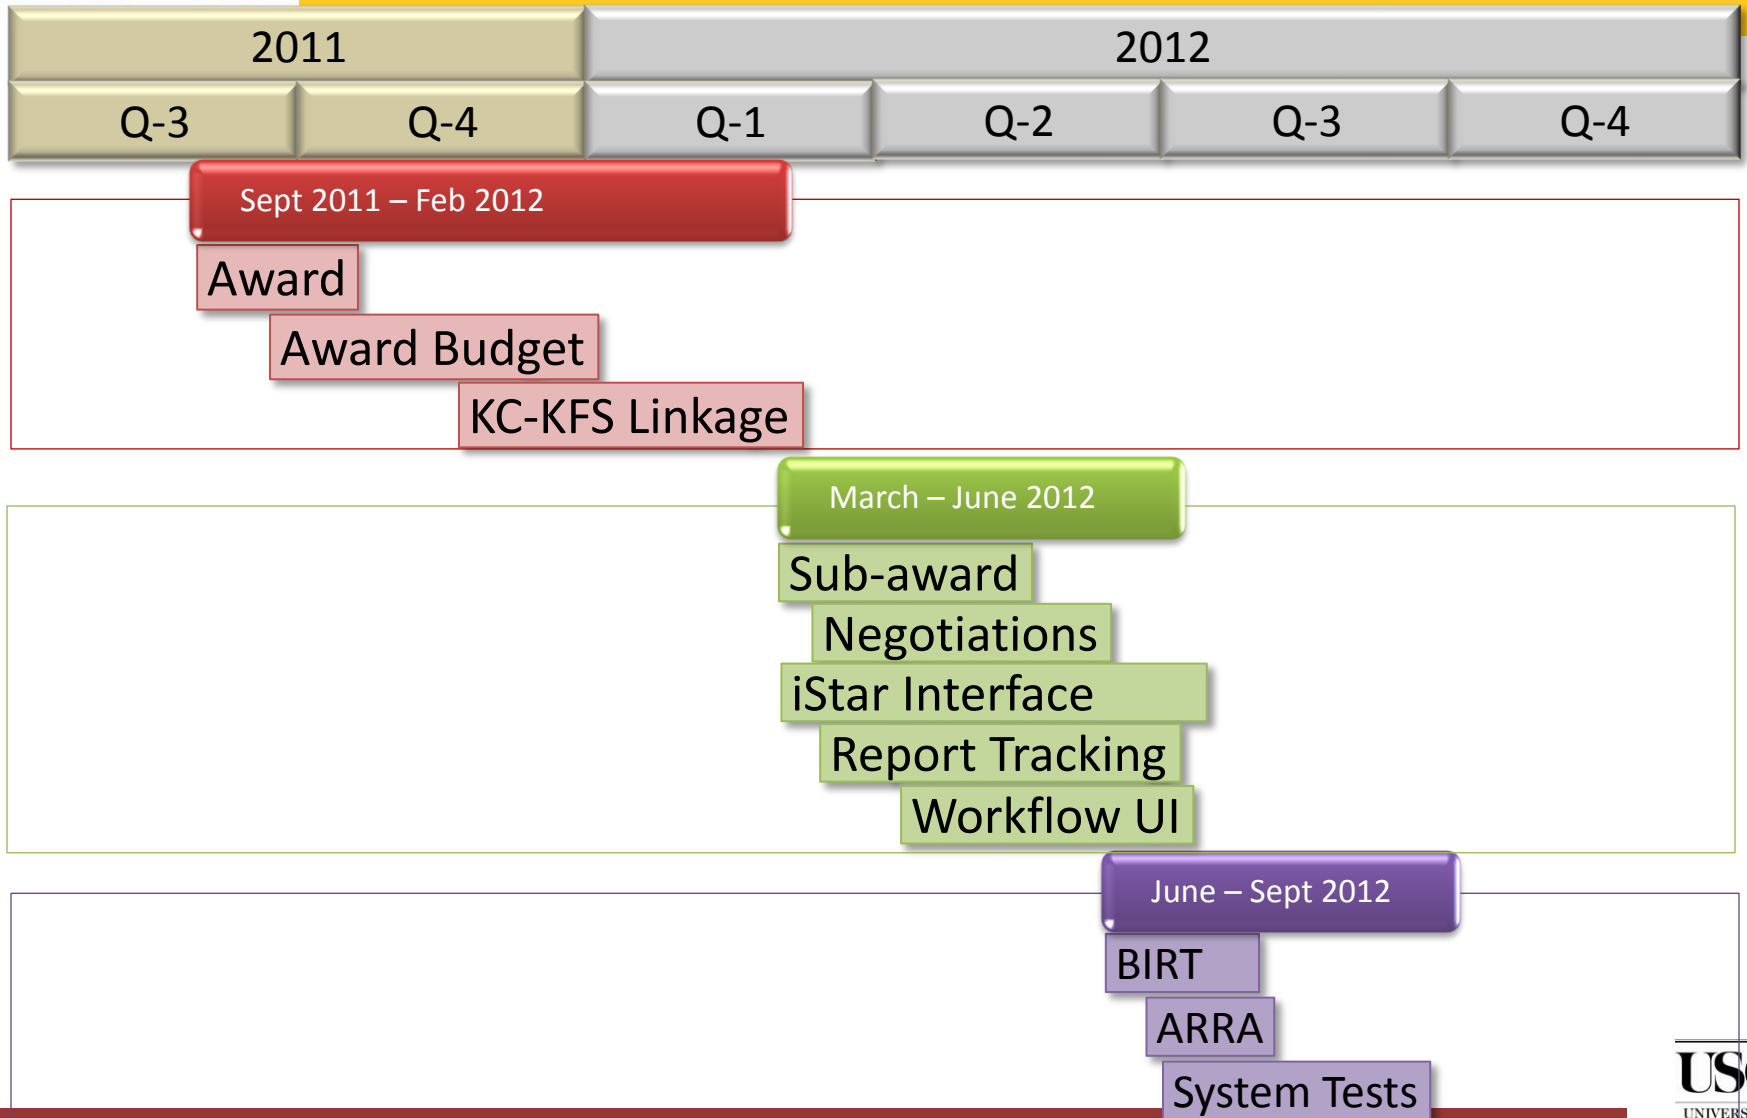 2011
2012
Q-3
Q-4
Q-1
Q-2
Q-3
Q-4
Sept 2011 – Feb 2012
Award
Award Budget
KC-KFS Linkage
March – June 2012
Sub-award
Negotiations
iStar Interface
Report Tracking
Workflow UI
June – Sept 2012
BIRT
ARRA
System Tests